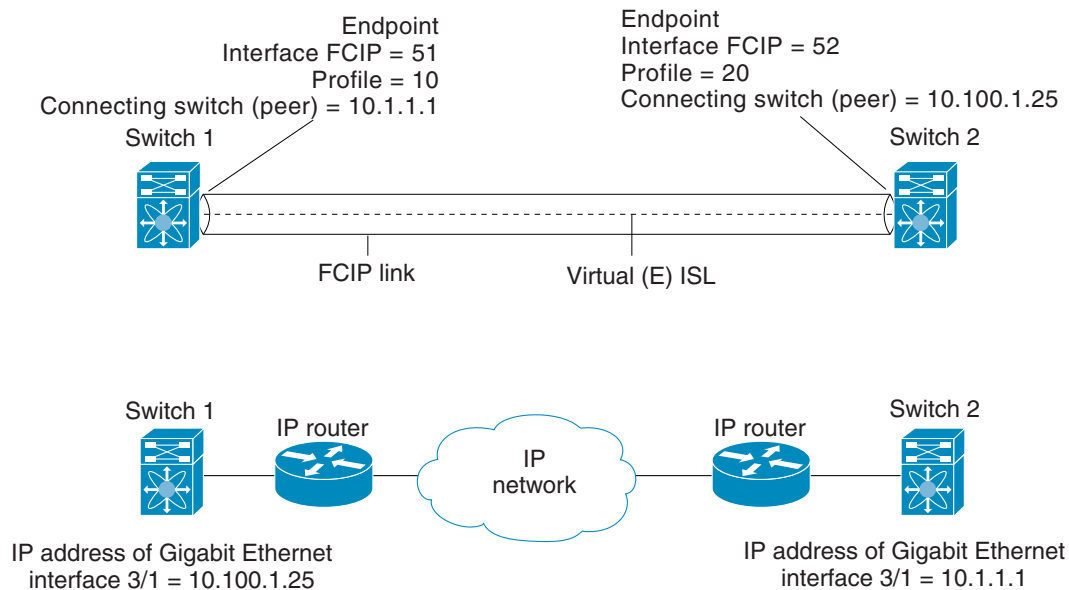 Endpoint
Interface FCIP = 51
Profile = 10
Connecting switch (peer) = 10.1.1.1
Switch 1
Endpoint
Interface FCIP = 52
Profile = 20
Connecting switch (peer) = 10.100.1.25
Switch 2
FCIP link
Virtual (E) ISL
Switch 1
IP router
IP
network
IP router
Switch 2
IP address of Gigabit Ethernet
interface 3/1 = 10.100.1.25
IP address of Gigabit Ethernet
interface 3/1 = 10.1.1.1